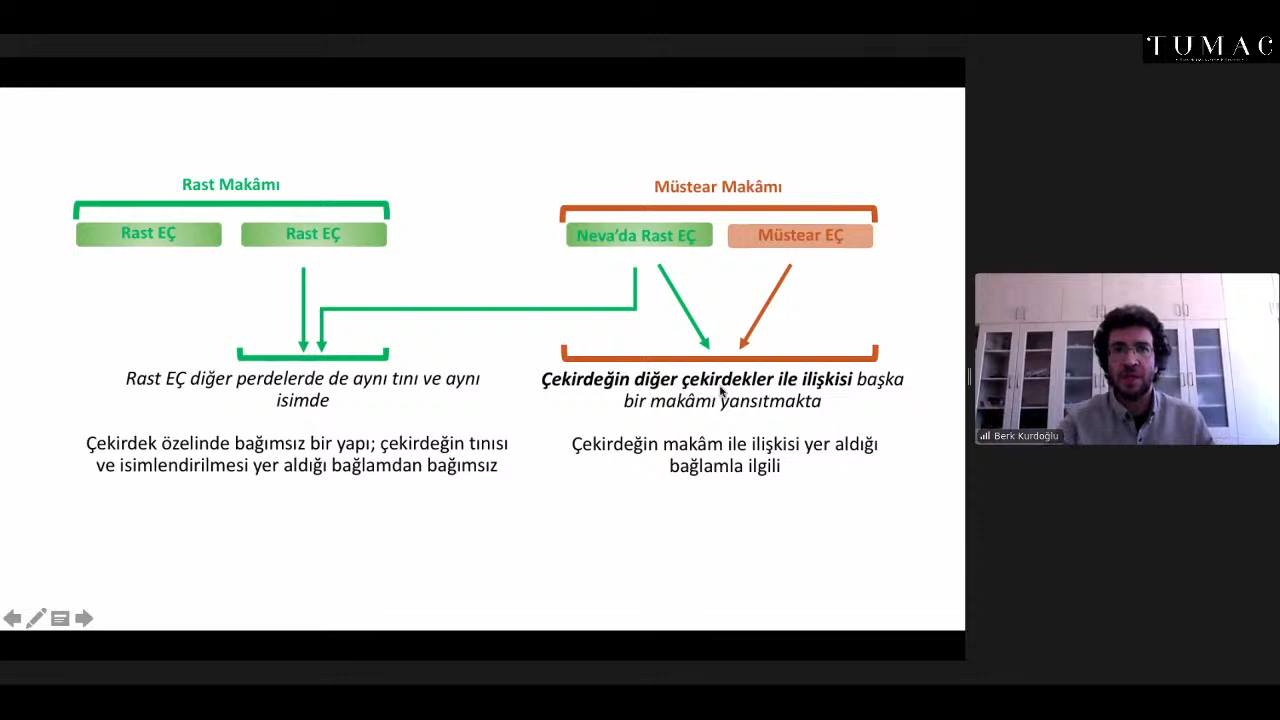 TUMAC
Rast Makâmı
Rast EÇ
Rast EÇ
Rast EÇ diğer perdelerde de aynı tını ve aynı
isimde
Çekirdek özelinde bağımsız bir yapı; çekirdeğin tınısı
ve isimlendirilmesi yer aldığı bağlamdan bağımsız
Müstear Makâmı
Neva'da Rast EÇ
Müstear EÇ
Çekirdeğin diğer çekirdekler ile ilişkisi başka
bir makâmı yansıtmakta
Çekirdeğin makâm ile ilişkisi yer aldığı
bağlamla ilgili
Berk Kurdoğlu